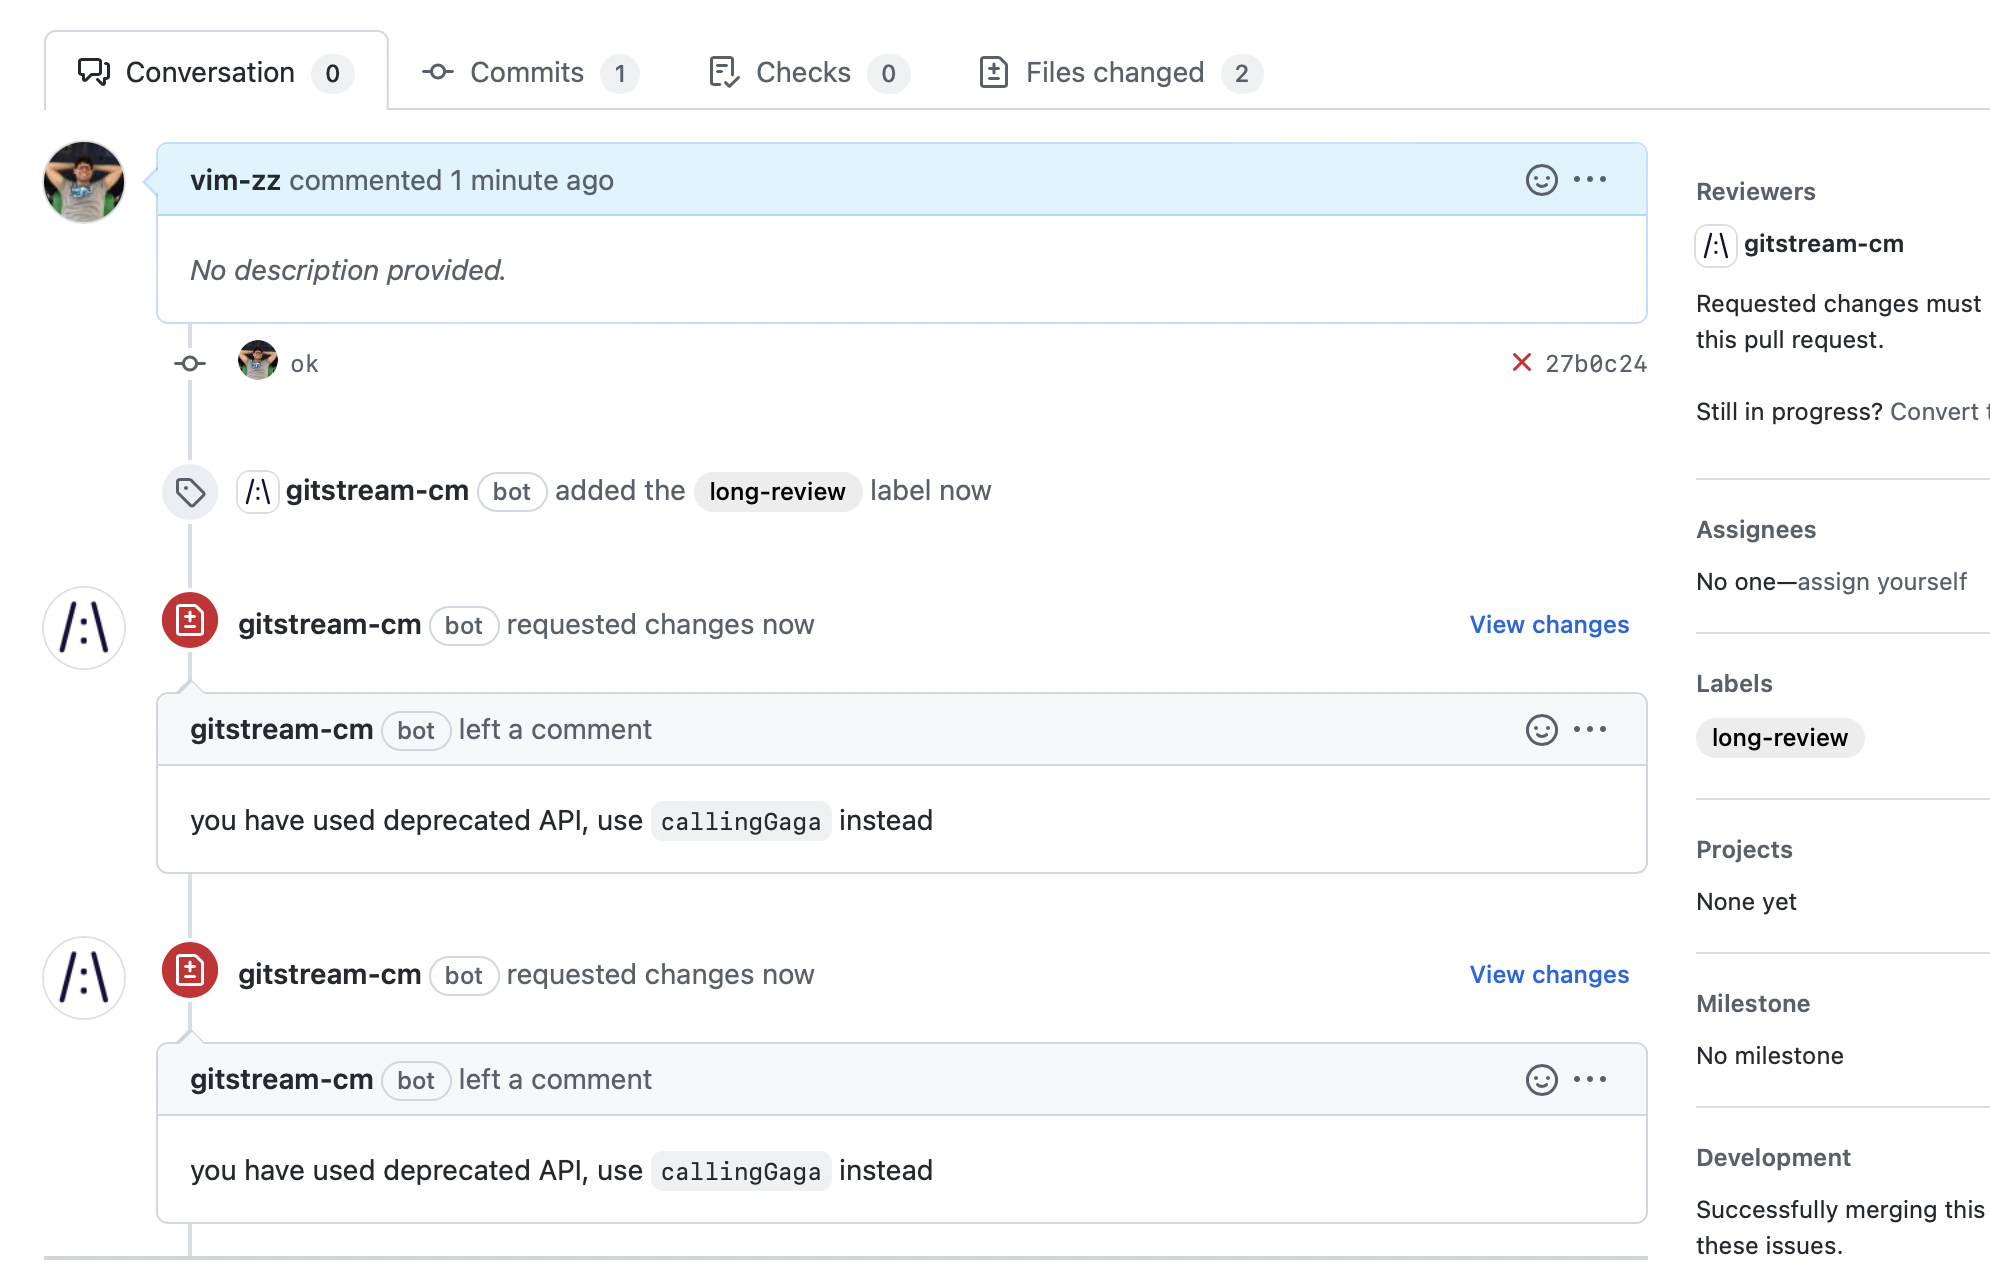 Conversation 0 Commits 1 Checks 0 Files changed 2
vim-zz commented 1 minute ago
No description provided.
ok 27b0c24
/:\ gitstream-cm bot added the long-review label now
/:\ gitstream-cm bot requested changes now View changes
gitstream-cm bot left a comment
you have used deprecated API, use callingGaga instead
/:\ gitstream-cm bot requested changes now View changes
gitstream-cm bot left a comment
you have used deprecated API, use callingGaga instead
Reviewers
/:\ gitstream-cm
Requested changes must
this pull request.
Still in progress? Convert
Assignees
No one—assign yourself
Labels
long-review
Projects
None yet
Milestone
No milestone
Development
Successfully merging this
these issues.